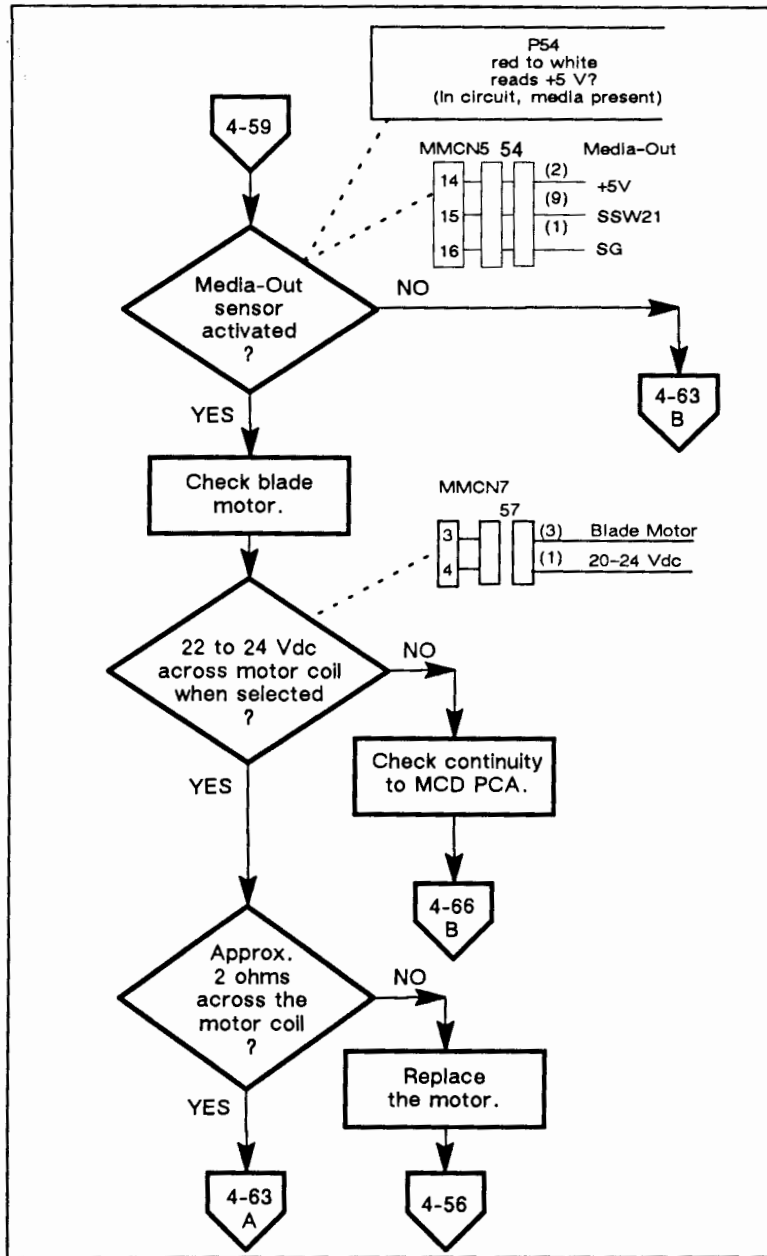 P54
red to white
reads +5 V?
(In circuit, media present)
4-59
MMCN5 54 Media-Out
14 (2) +5V
15 (9) SSW21
16 (1) SG
Media-Out
sensor
activated
?
NO
4-63
B
YES
Check blade
motor.
MMCN7
57
3 (3) Blade Motor
4 (1) 20-24 Vdc
22 to 24 Vdc
across motor coil
when selected
?
NO
Check continuity
to MCD PCA.
4-66
B
YES
Approx.
2 ohms
across the
motor coil
?
NO
Replace
the motor.
4-56
YES
4-63
A